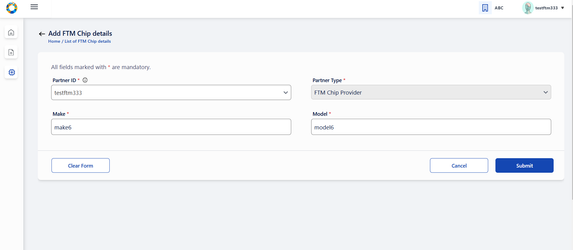 ABC
testftm333
Add FTM Chip details
Home / List of FTM Chip details
All fields marked with * are mandatory.
Partner ID *
Partner Type *
testftm333
FTM Chip Provider
Make *
Model *
make6
model6
Clear Form
Cancel
Submit